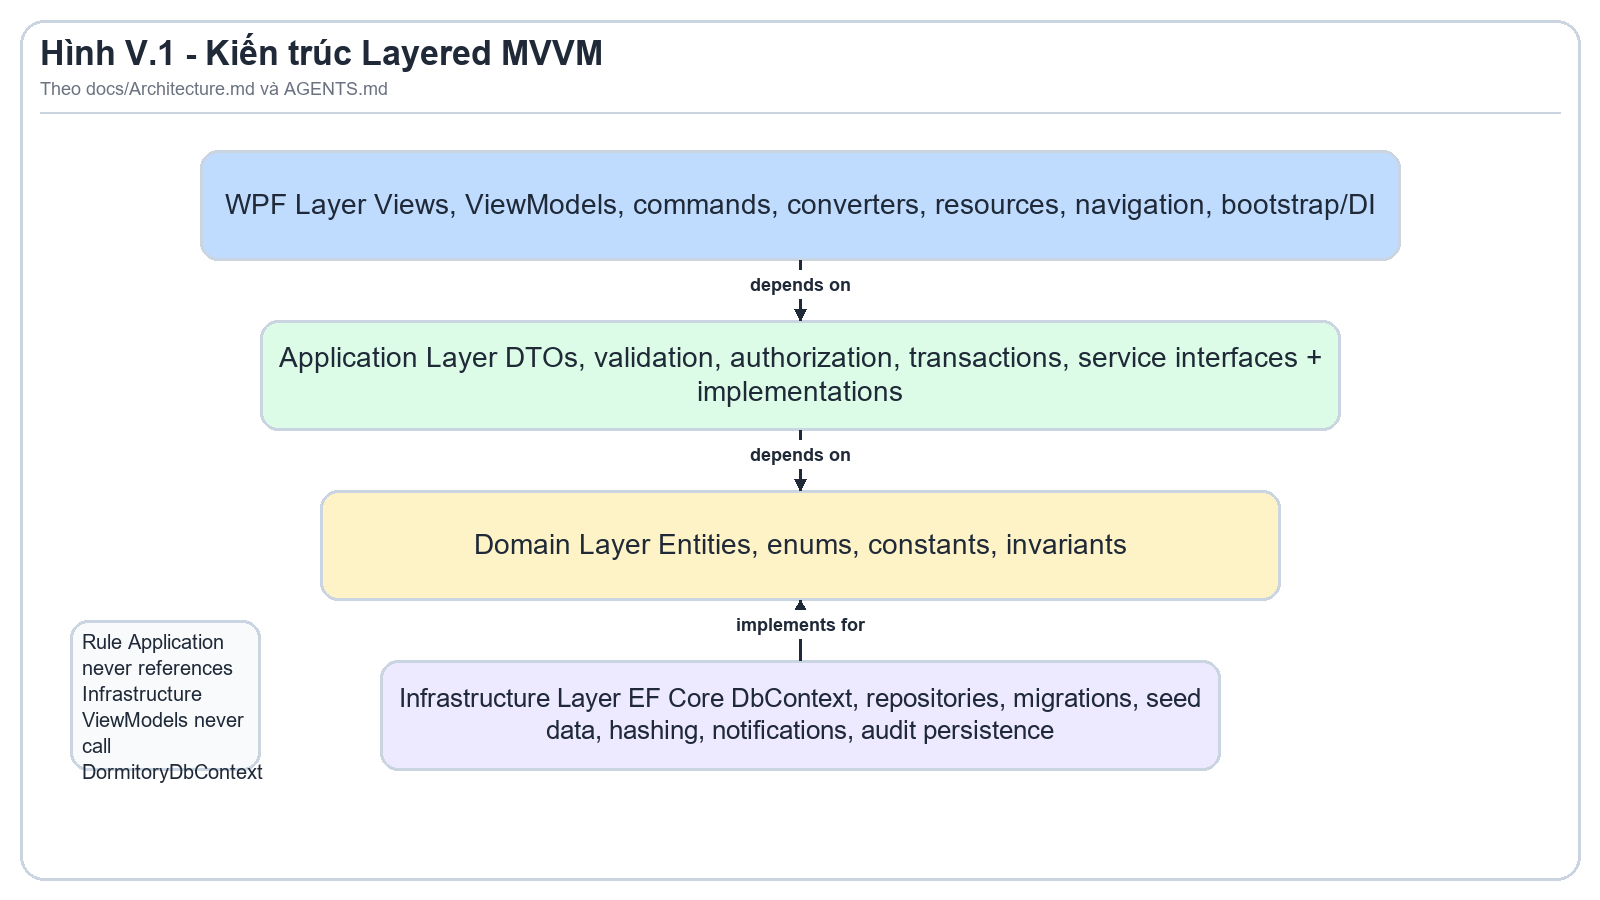 Hình V.1 - Kiến trúc Layered MVVM
Theo docs/Architecture.md và AGENTS.md
WPF Layer Views, ViewModels, commands, converters, resources, navigation, bootstrap/DI
depends on
Application Layer DTOs, validation, authorization, transactions, service interfaces +
implementations
depends on
Domain Layer Entities, enums, constants, invariants
implements for
Infrastructure Layer EF Core DbContext, repositories, migrations, seed
data, hashing, notifications, audit persistence
Rule Application
never references
Infrastructure
ViewModels never
call
DormitoryDbContext